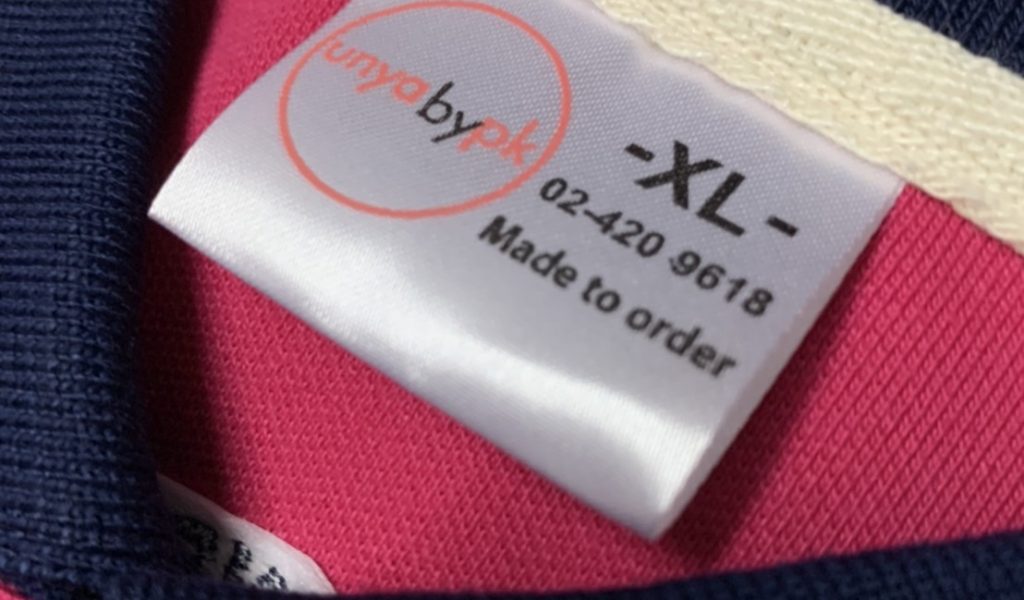 unyabypk
-XL-
02-420 9618
Made to order